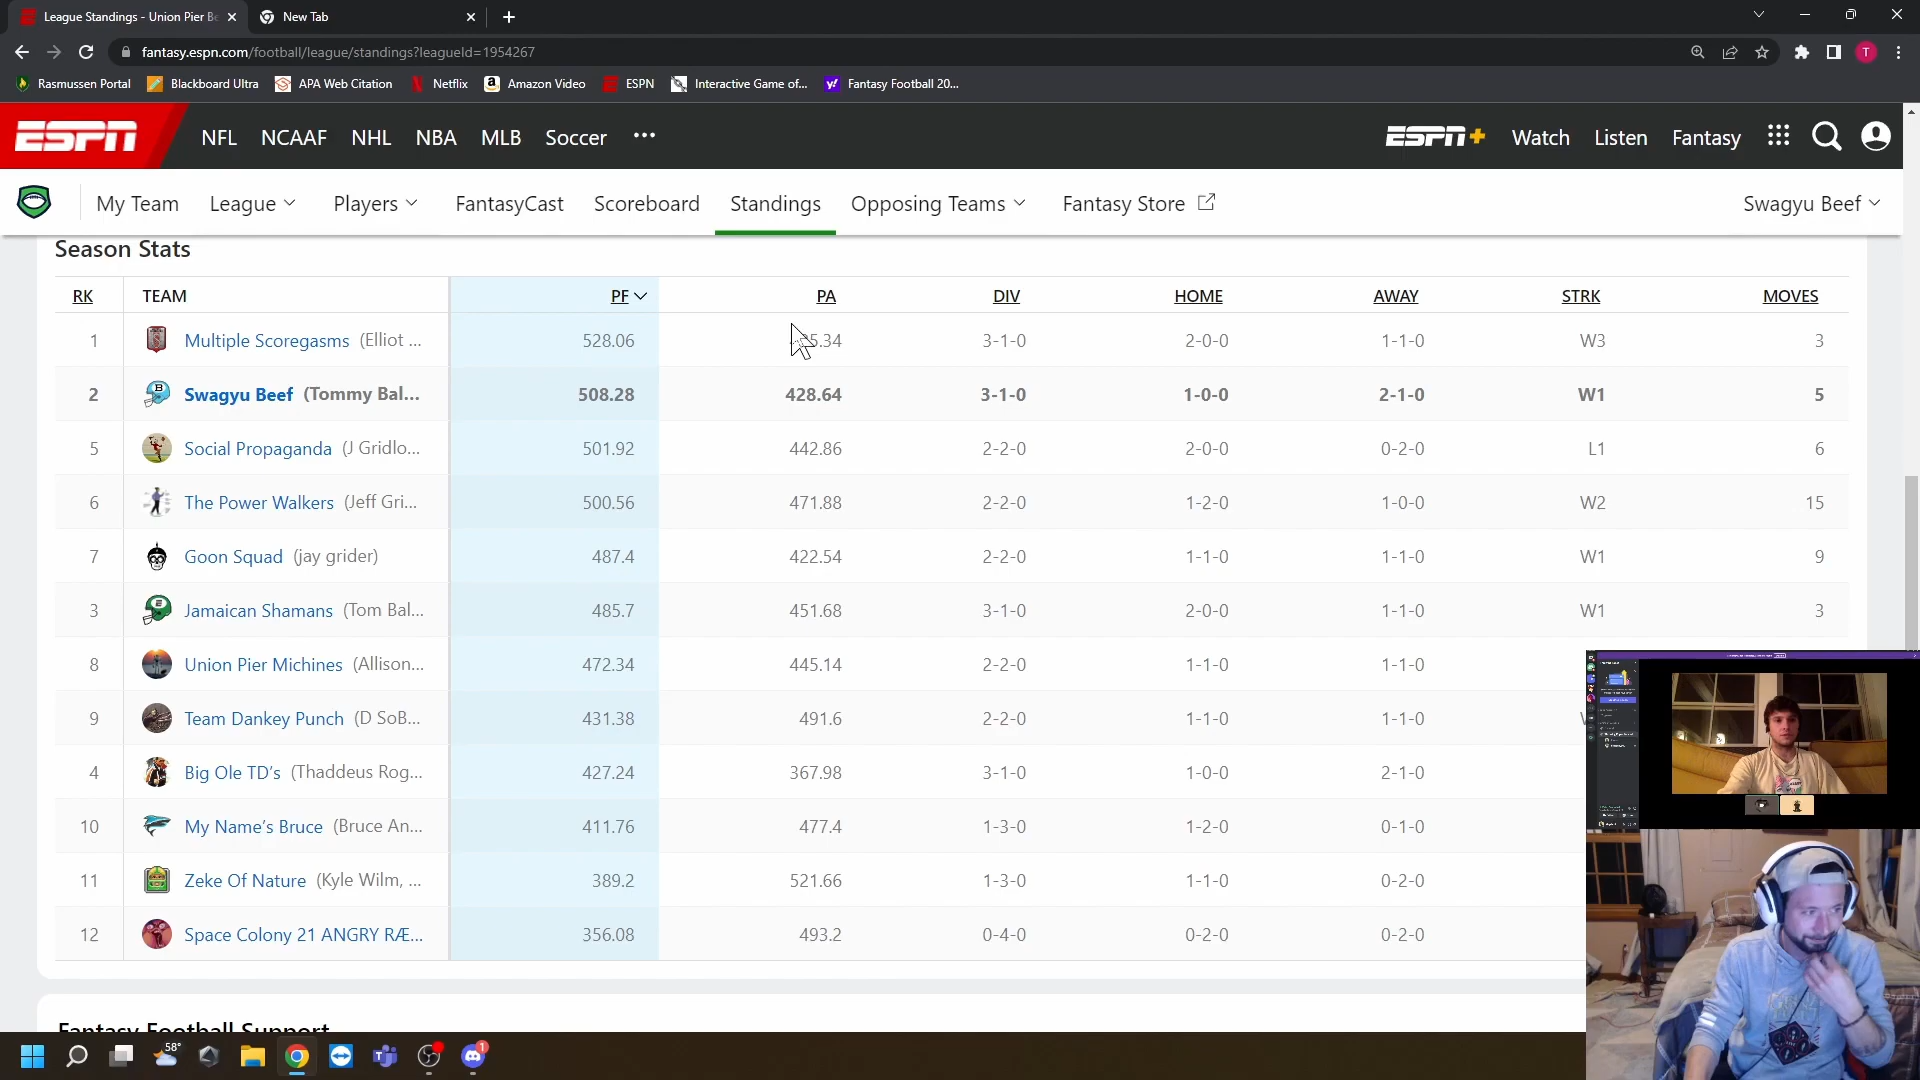 League Standings - Union Pier Be
New Tab
fantasy.espn.com/football/league/standings?leagueId=1954267
T
Rasmussen Portal
Blackboard Ultra
APA Web Citation
Netflix
Amazon Video
ESPN
Interactive Game of...
Fantasy Football 20...
ESPN NFL NCAAF NHL NBA MLB Soccer ESPN+ Watch Listen Fantasy
My Team League Players FantasyCast Scoreboard Standings Opposing Teams Fantasy Store Swagyu Beef
Season Stats
RK TEAM PF PA DIV HOME AWAY STRK MOVES
1 Multiple Scoregasms (Elliot ... 528.06 5.34 3-1-0 2-0-0 1-1-0 W3 3
2 Swagyu Beef (Tommy Bal... 508.28 428.64 3-1-0 1-0-0 2-1-0 W1 5
5 Social Propaganda (J Gridlo... 501.92 442.86 2-2-0 2-0-0 0-2-0 L1 6
6 The Power Walkers (Jeff Gri... 500.56 471.88 2-2-0 1-2-0 1-0-0 W2 15
7 Goon Squad (jay grider) 487.4 422.54 2-2-0 1-1-0 1-1-0 W1 9
3 Jamaican Shamans (Tom Bal... 485.7 451.68 3-1-0 2-0-0 1-1-0 W1 3
8 Union Pier Michines (Allison... 472.34 445.14 2-2-0 1-1-0 1-1-0
9 Team Dankey Punch (D SoB... 431.38 491.6 2-2-0 1-1-0 1-1-0
4 Big Ole TD's (Thaddeus Rog... 427.24 367.98 3-1-0 1-0-0 2-1-0
10 My Name's Bruce (Bruce An... 411.76 477.4 1-3-0 1-2-0 0-1-0
11 Zeke Of Nature (Kyle Wilm, ... 389.2 521.66 1-3-0 1-1-0 0-2-0
12 Space Colony 21 ANGRY RÆ... 356.08 493.2 0-4-0 0-2-0 0-2-0
Fantasy Football Support
58°
1